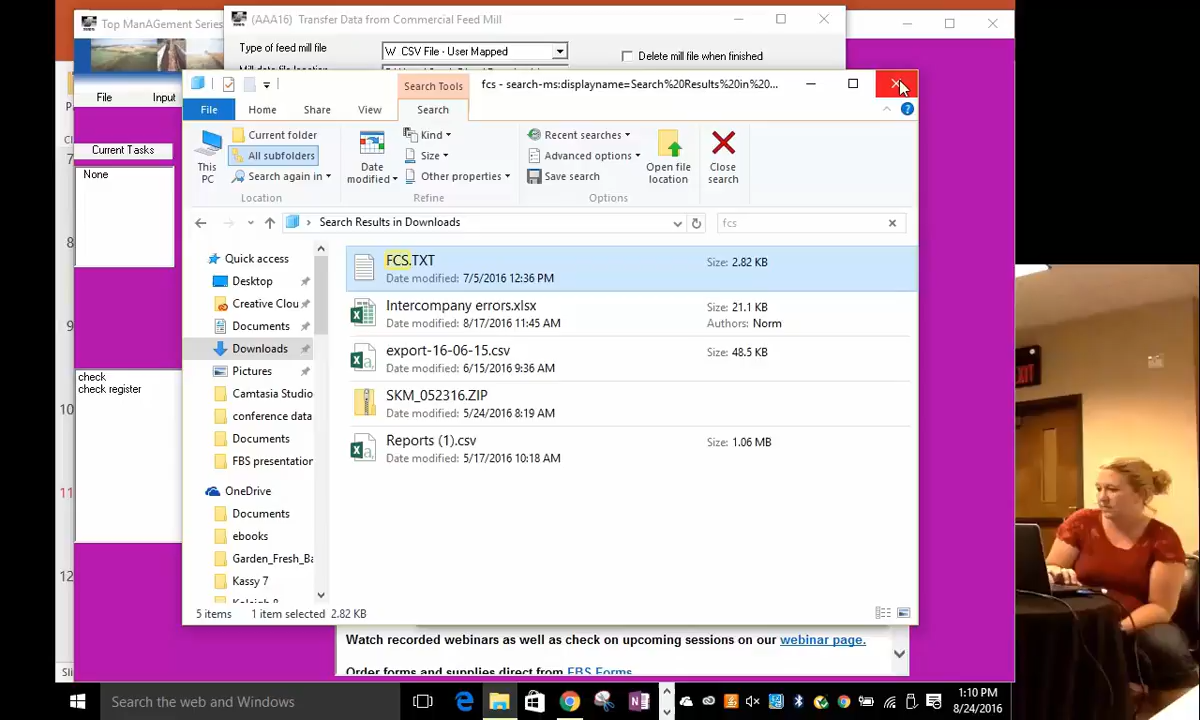 Top ManAGement Series
(AAA16) Transfer Data from Commercial Feed Mill
Type of feed mill file
W CSV File - User Mapped
Delete mill file when finished
File
Input
Current Tasks
None
check
check register
7
8
9
10
11
12
Search Tools
fcs - search-ms:displayname=Search%20Results%20in%20...
File
Home
Share
View
Search
This PC
Current folder
All subfolders
Search again in
Location
Date modified
Kind
Size
Other properties
Refine
Recent searches
Advanced options
Save search
Open file location
Options
Close search
Search Results in Downloads
fcs
Quick access
Desktop
Creative Clou
Documents
Downloads
Pictures
Camtasia Studio
conference data
Documents
FBS presentation
OneDrive
Documents
ebooks
Garden_Fresh_Ba
Kassy 7
FCS.TXT
Size: 2.82 KB
Date modified: 7/5/2016 12:36 PM
Intercompany errors.xlsx
Size: 21.1 KB
Date modified: 8/17/2016 11:45 AM
Authors: Norm
export-16-06-15.csv
Size: 48.5 KB
Date modified: 6/15/2016 9:36 AM
SKM_052316.ZIP
Date modified: 5/24/2016 8:19 AM
Reports (1).csv
Size: 1.06 MB
Date modified: 5/17/2016 10:18 AM
5 items
1 item selected 2.82 KB
Watch recorded webinars as well as check on upcoming sessions on our webinar page.
Order forms and supplies direct from FBS Forms
Search the web and Windows
1:10 PM
8/24/2016
EXIT